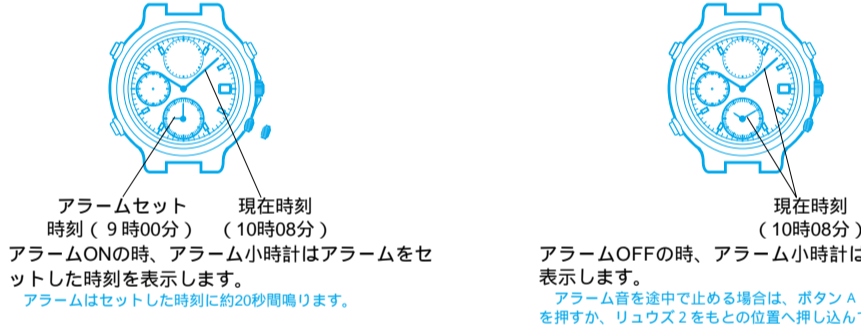 アラームセット
時刻（９時00分）
現在時刻
（10時08分）
アラームONの時、アラーム小時計はアラームをセ
ットした時刻を表示します。
アラームはセットした時刻に約20秒間鳴ります。
現在時刻
（10時08分）
アラームOFFの時、アラーム小時計は
表示します。
アラーム音を途中で止める場合は、ボタンA
を押すか、リュウズ２をもとの位置へ押し込んで